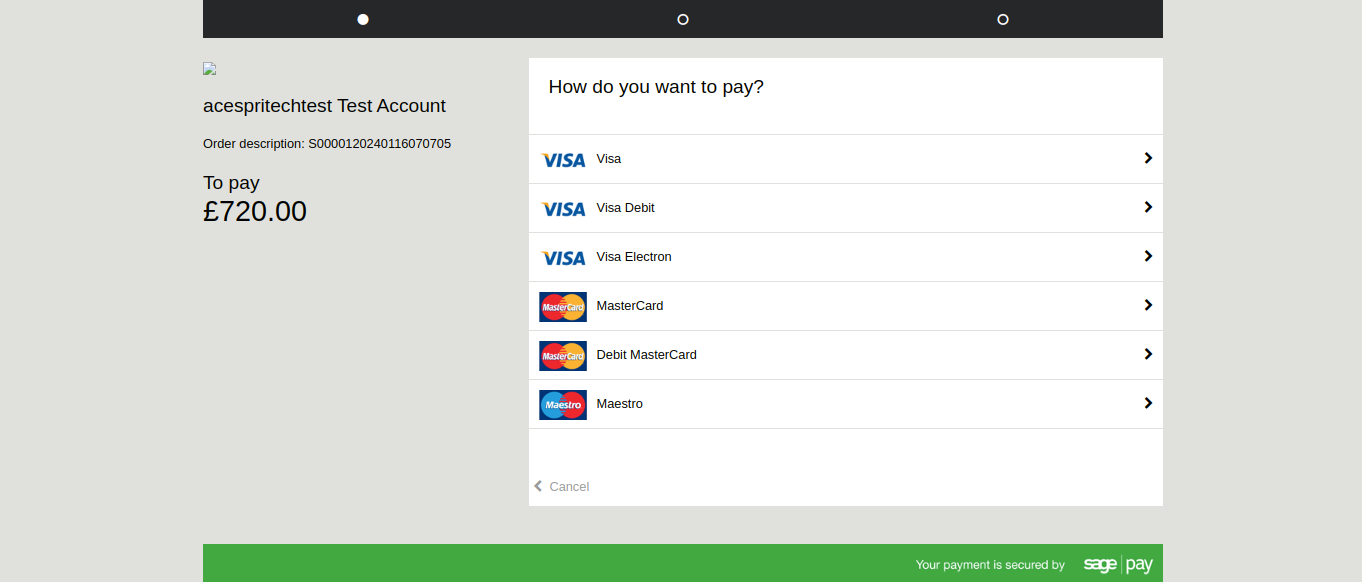 acespritechtest Test Account
Order description: S0000120240116070705
To pay
£720.00
How do you want to pay?
VISA Visa
VISA Visa Debit
VISA Visa Electron
MasterCard MasterCard
MasterCard Debit MasterCard
Maestro Maestro
Cancel
Your payment is secured by sage pay